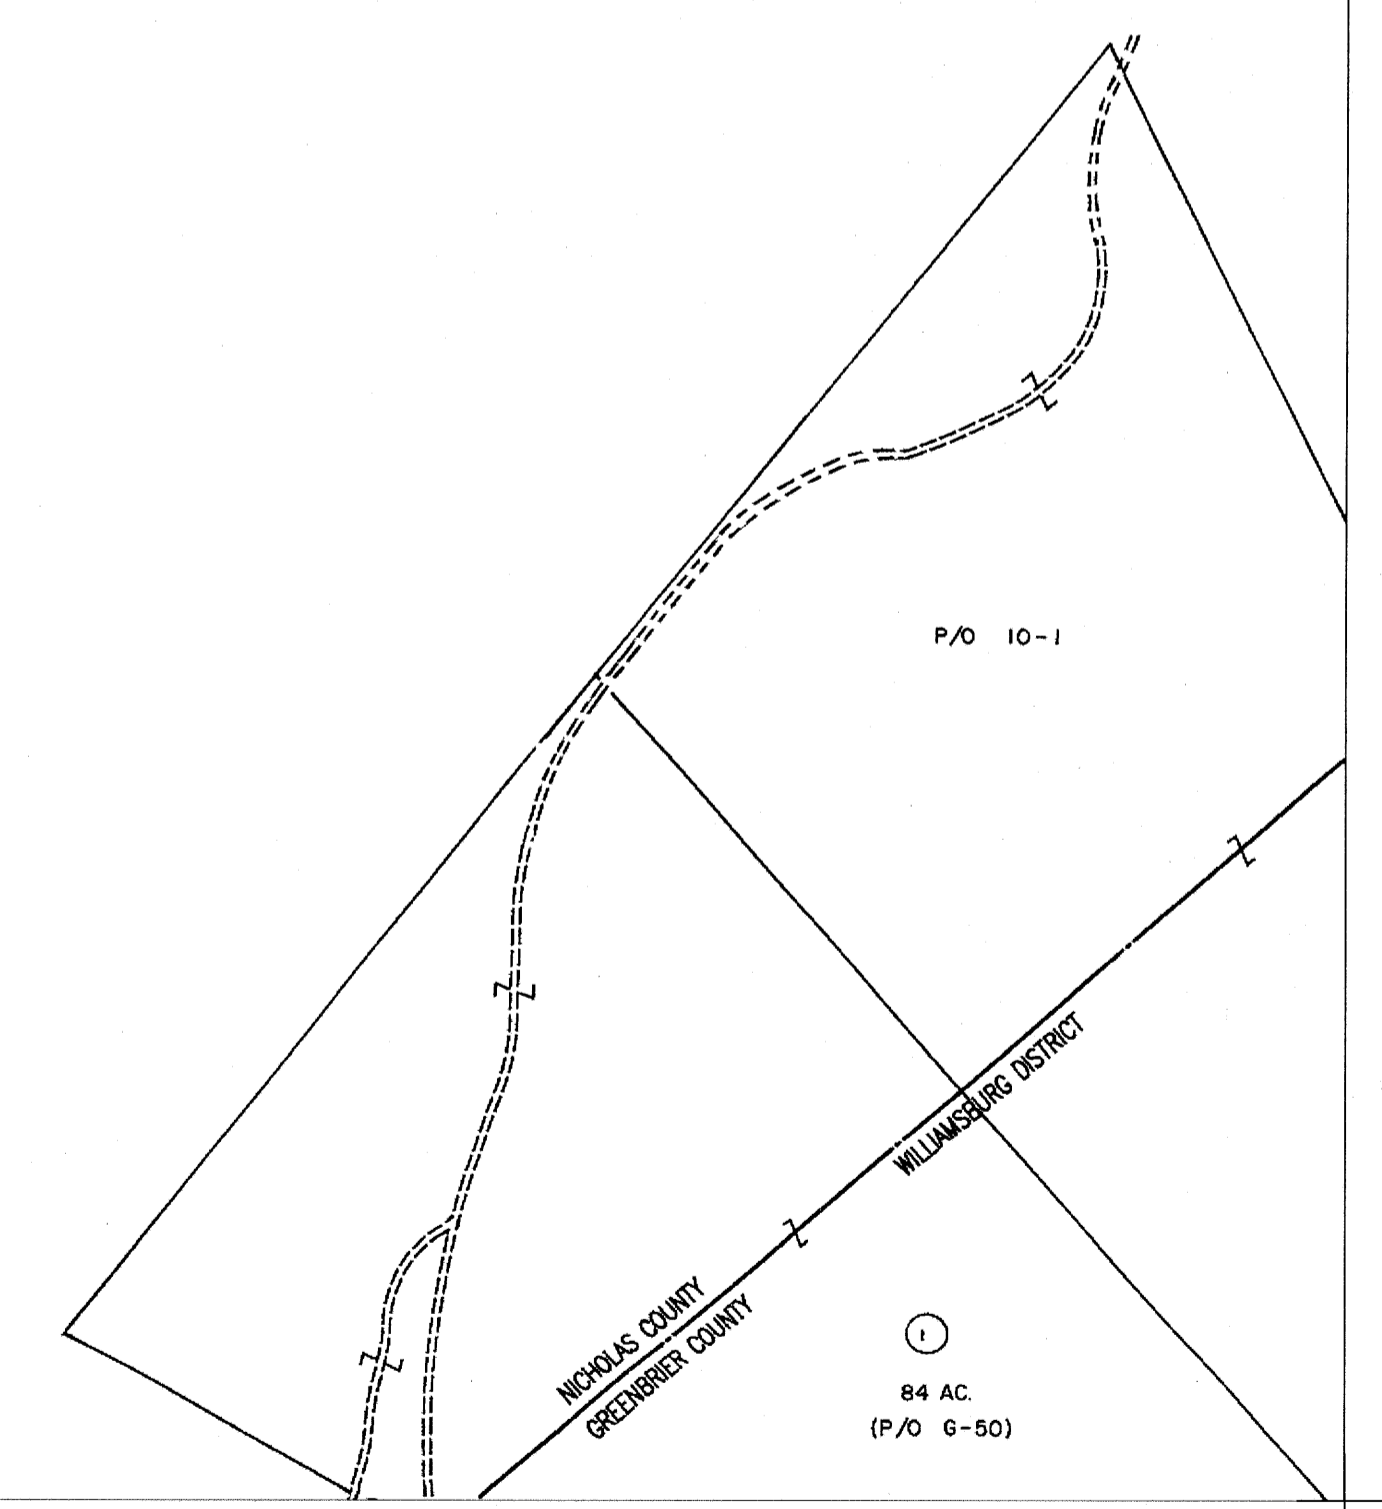 P/O 10-1
WILLIAMSBURG DISTRICT
NICHOLAS COUNTY
GREENBRIER COUNTY
1
84 AC.
(P/O G-50)